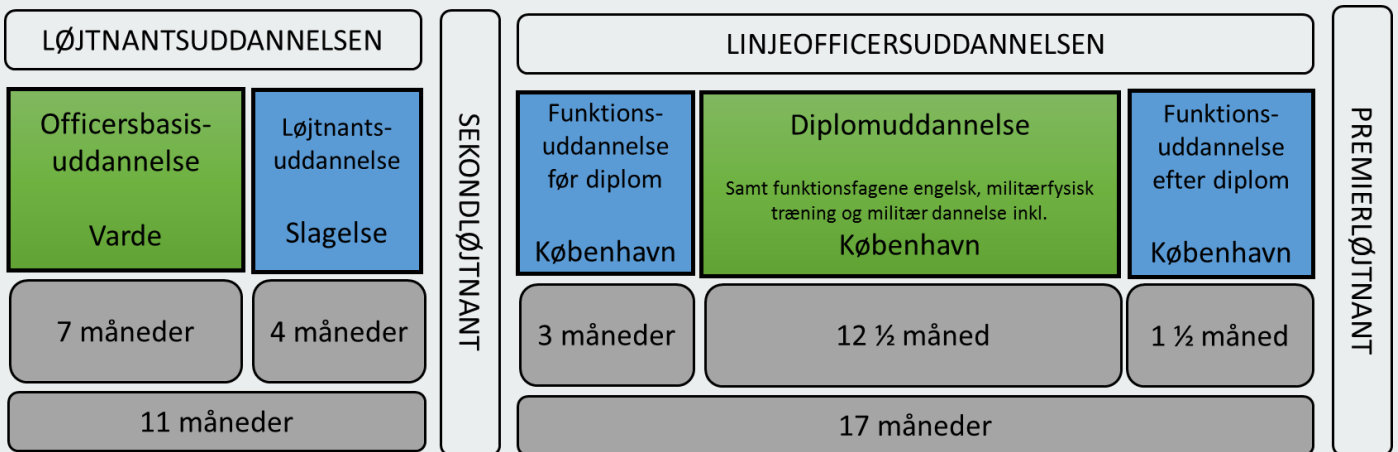 LØJTNANTSUDDANNELSEN
Officersbasis-
uddannelse
Varde
Løjtnants-
uddannelse
Slagelse
7 måneder
4 måneder
11 måneder
SEKONDLØJTNANT
LINJEOFFICERSUDDANNELSEN
Funktions-
uddannelse
før diplom
København
Diplomuddannelse
Samt funktionsfagene engelsk, militærfysisk
træning og militær dannelse inkl.
København
Funktions-
uddannelse
efter diplom
København
3 måneder
12 ½ måned
1 ½ måned
17 måneder
PREMIERLØJTNANT